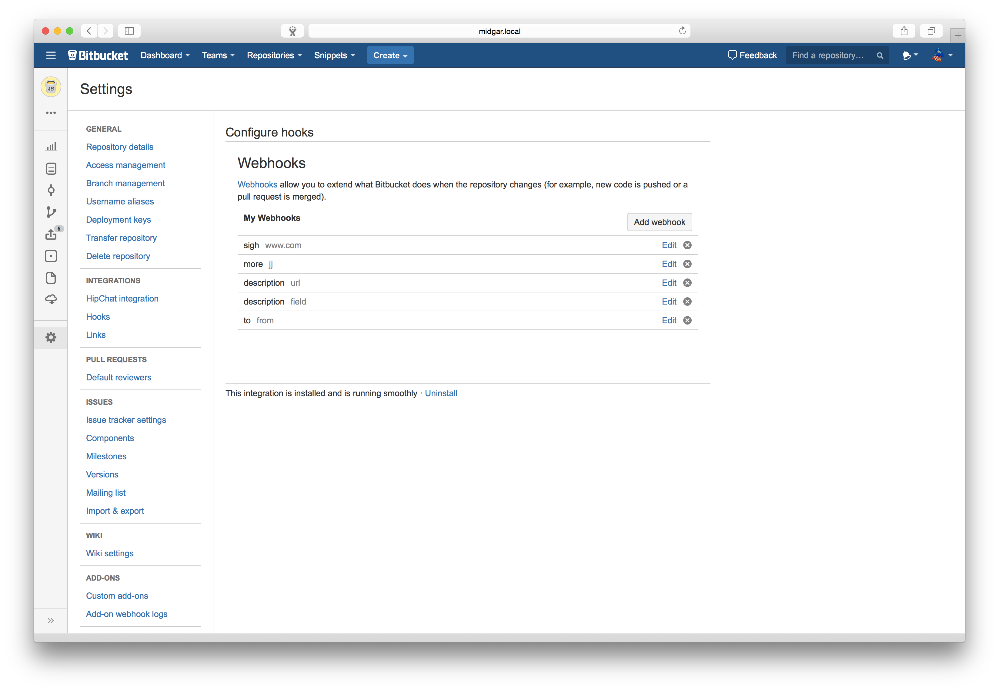 midgar.local
Bitbucket Dashboard Teams Repositories Snippets Create Feedback Find a repository...
JS
Settings
5
GENERAL
Repository details
Access management
Branch management
Username aliases
Deployment keys
Transfer repository
Delete repository
INTEGRATIONS
HipChat integration
Hooks
Links
PULL REQUESTS
Default reviewers
ISSUES
Issue tracker settings
Components
Milestones
Versions
Mailing list
Import & export
WIKI
Wiki settings
ADD-ONS
Custom add-ons
Add-on webhook logs
Configure hooks
Webhooks
Webhooks allow you to extend what Bitbucket does when the repository changes (for example, new code is pushed or a
pull request is merged).
My Webhooks Add webhook
sigh www.com Edit
more jj Edit
description url Edit
description field Edit
to from Edit
This integration is installed and is running smoothly · Uninstall